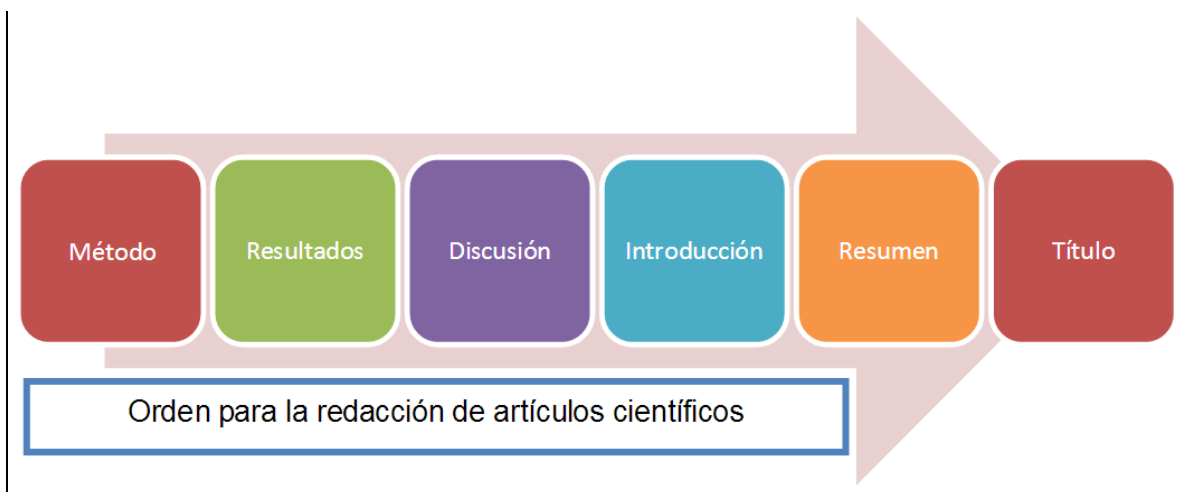 Método
Resultados
Discusión
Introducción
Resumen
Título
Orden para la redacción de artículos científicos